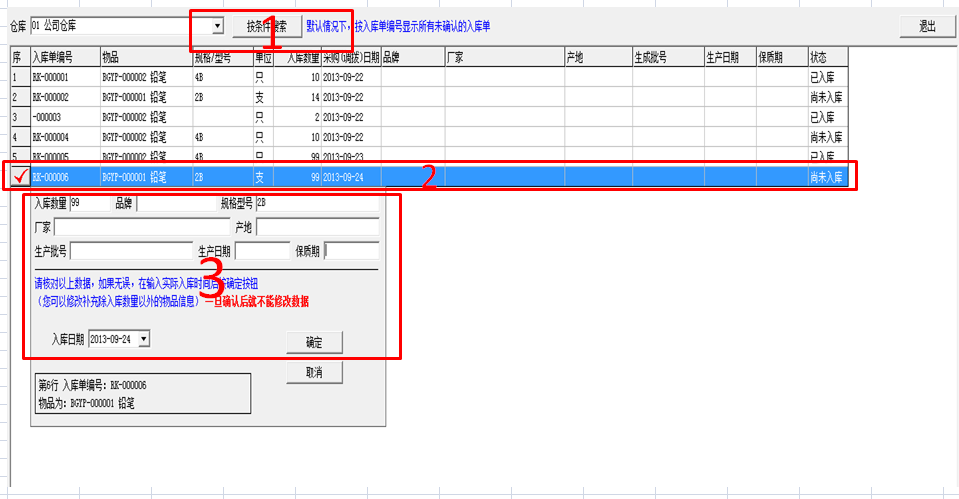 仓库 01 公司仓库 按条件搜索 默认情况下，按入库单编号显示所有未确认的入库单 退出
1
序 入库单编号 物品 规格/型号 单位 入库数量 采购(调拨)日期 品牌 厂家 产地 生成批号 生产日期 保质期 状态
1 RK-000001 BGYP-000002 铅笔 4B 只 10 2013-09-22 已入库
2 RK-000002 BGYP-000001 铅笔 2B 支 14 2013-09-22 尚未入库
3 -000003 BGYP-000002 铅笔 只 2 2013-09-22 已入库
4 RK-000004 BGYP-000002 铅笔 4B 只 10 2013-09-22 尚未入库
5 RK-000005 BGYP-000002 铅笔 4B 只 99 2013-09-23 已入库
RK-000006 BGYP-000001 铅笔 2B 支 99 2013-09-24 尚未入库
2
入库数量 99 品牌 规格型号 2B
厂家 产地
生产批号 生产日期 保质期
3
请核对以上数据，如果无误，在输入实际入库时间后按确定按钮
（您可以修改补充除入库数量以外的物品信息）一旦确认后就不能修改数据
入库日期 2013-09-24 确定
取消
第6行 入库单编号: RK-000006
物品为: BGYP-000001 铅笔